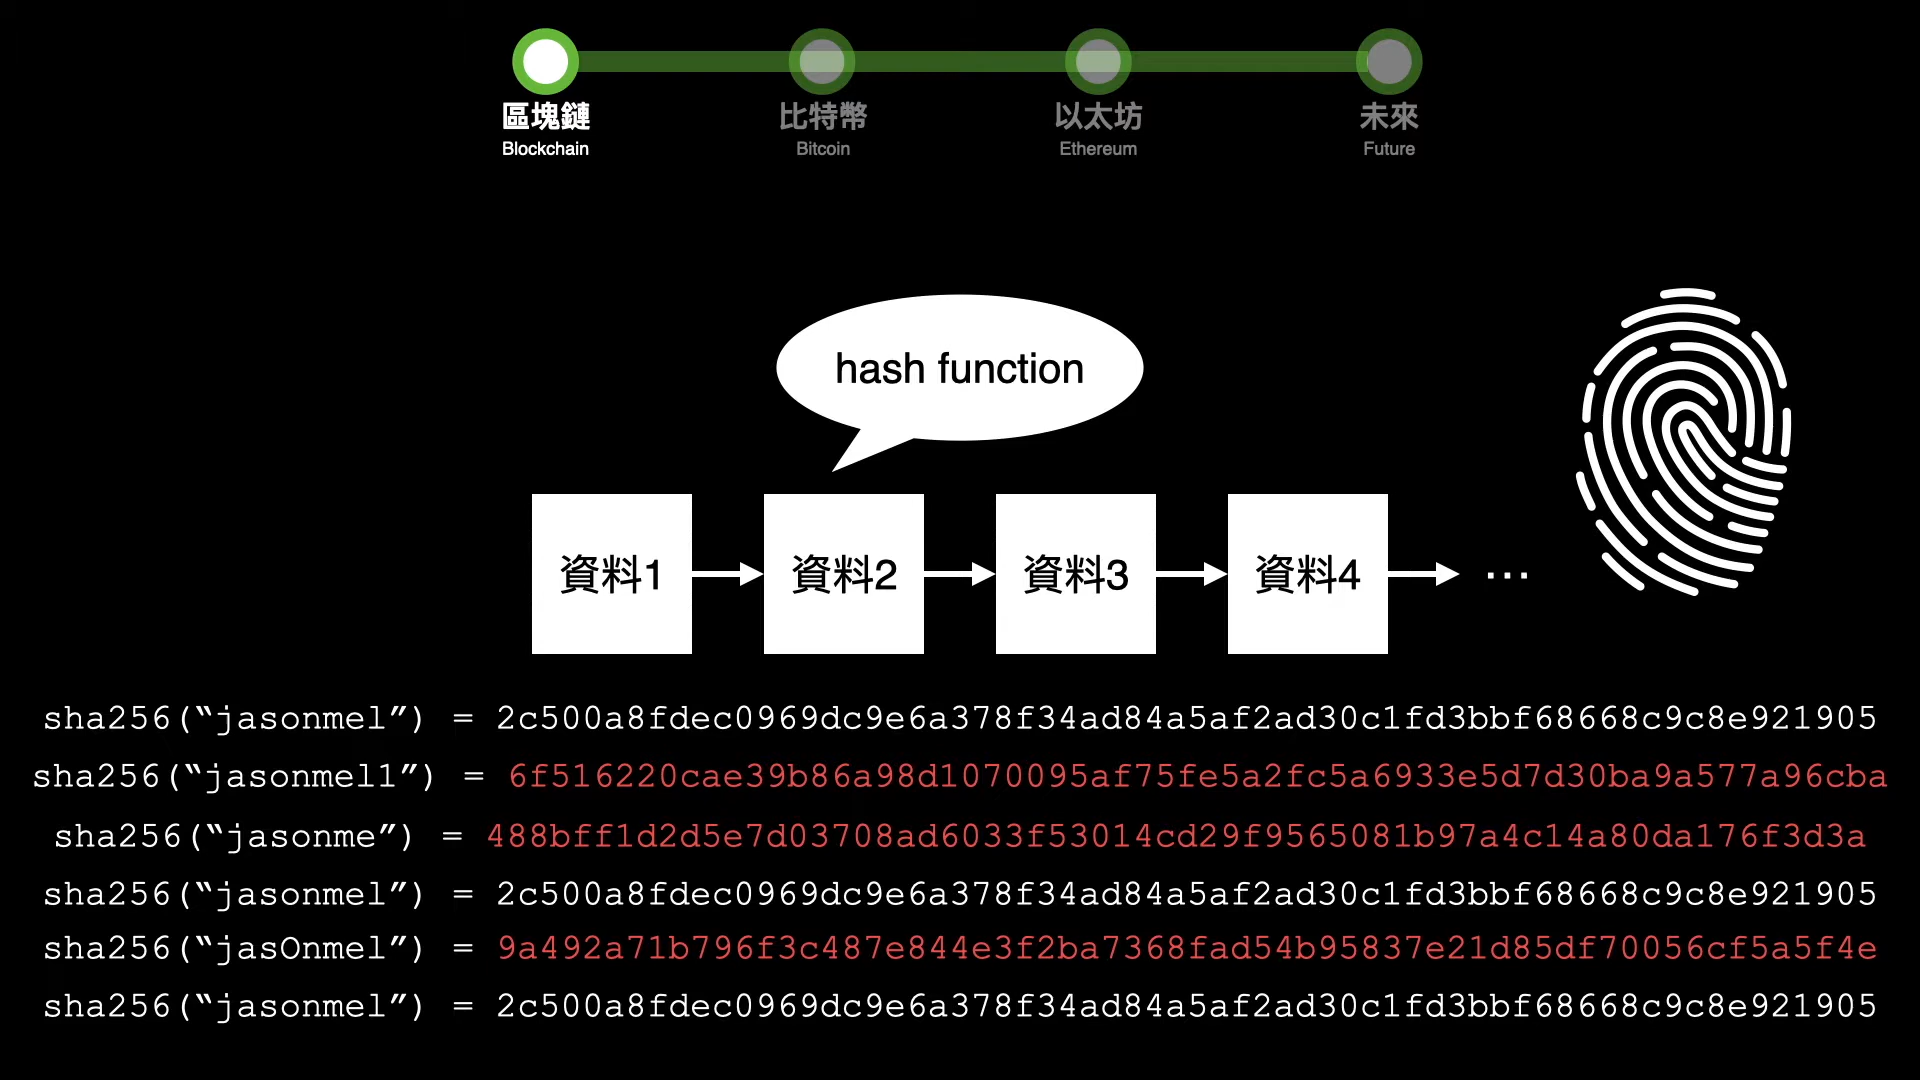 區塊鏈 比特幣 以太坊 未來
Blockchain Bitcoin Ethereum Future
hash function
資料1 資料2 資料3 資料4 ...
sha256(“jasonmel”) = 2c500a8fdec0969dc9e6a378f34ad84a5af2ad30c1fd3bbf68668c9c8e921905
sha256(“jasonmel1”) = 6f516220cae39b86a98d1070095af75fe5a2fc5a6933e5d7d30ba9a577a96cba
sha256(“jasonme”) = 488bff1d2d5e7d03708ad6033f53014cd29f9565081b97a4c14a80da176f3d3a
sha256(“jasonmel”) = 2c500a8fdec0969dc9e6a378f34ad84a5af2ad30c1fd3bbf68668c9c8e921905
sha256(“jasOnmel”) = 9a492a71b796f3c487e844e3f2ba7368fad54b95837e21d85df70056cf5a5f4e
sha256(“jasonmel”) = 2c500a8fdec0969dc9e6a378f34ad84a5af2ad30c1fd3bbf68668c9c8e921905